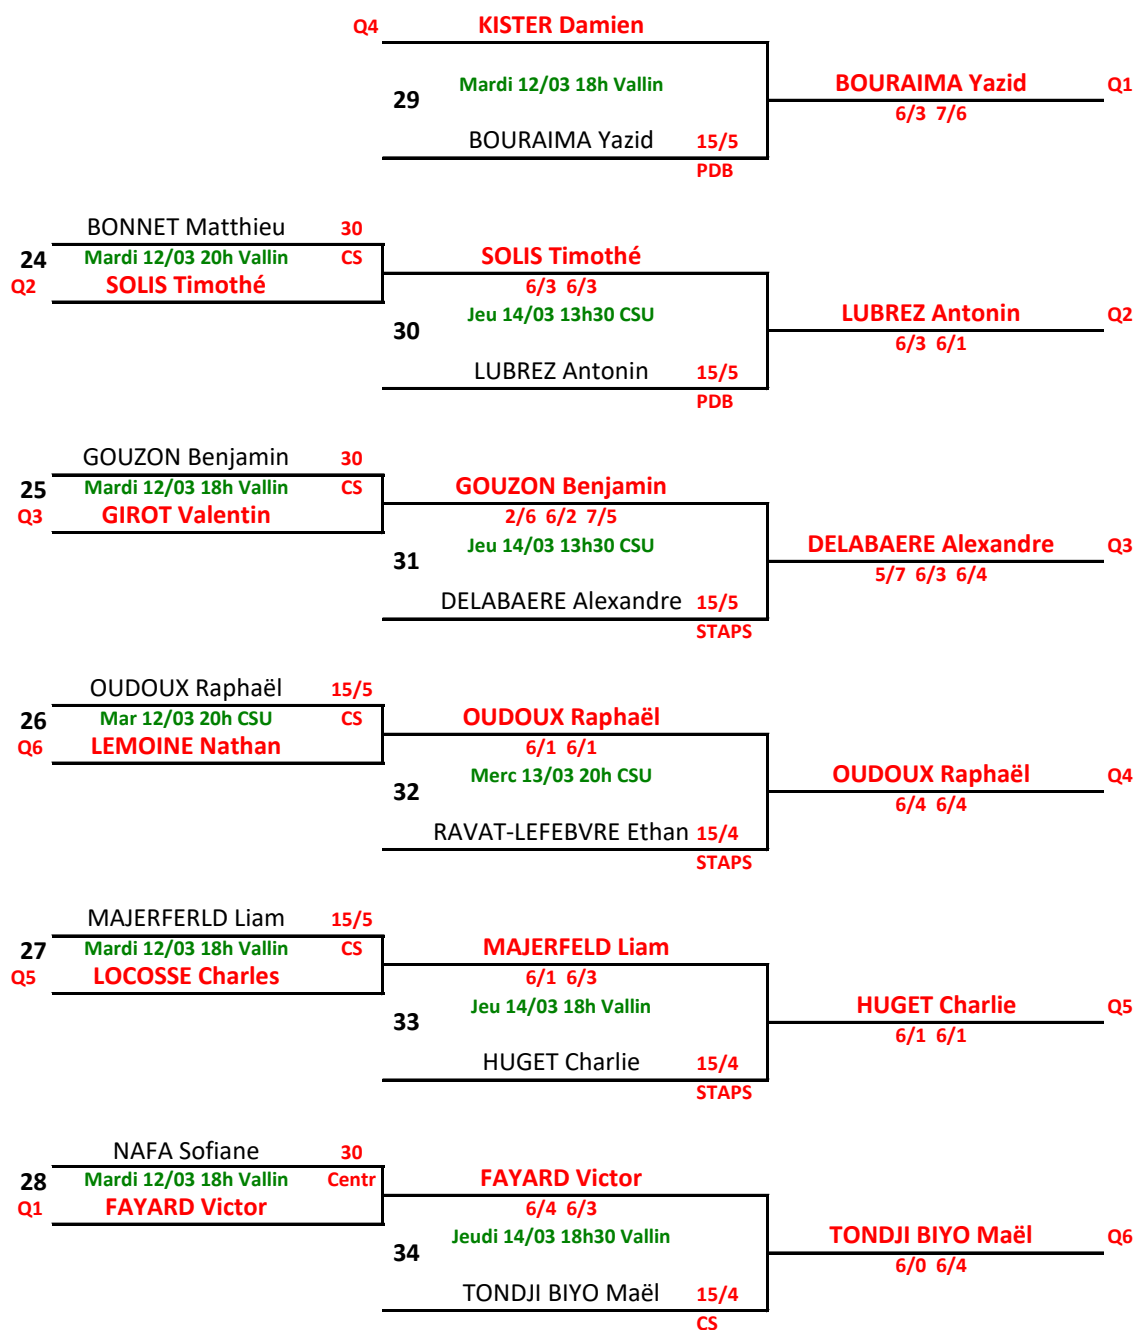 Q4 KISTER Damien
29 Mardi 12/03 18h Vallin BOURAIMA Yazid Q1
6/3 7/6
BOURAIMA Yazid 15/5
PDB
BONNET Matthieu 30
24 Mardi 12/03 20h Vallin CS SOLIS Timothé
Q2 SOLIS Timothé 6/3 6/3
30 Jeu 14/03 13h30 CSU LUBREZ Antonin Q2
6/3 6/1
LUBREZ Antonin 15/5
PDB
GOUZON Benjamin 30
25 Mardi 12/03 18h Vallin CS GOUZON Benjamin
Q3 GIROT Valentin 2/6 6/2 7/5
31 Jeu 14/03 13h30 CSU DELABAERE Alexandre Q3
5/7 6/3 6/4
DELABAERE Alexandre 15/5
STAPS
OUDOUX Raphaël 15/5
26 Mar 12/03 20h CSU CS OUDOUX Raphaël
Q6 LEMOINE Nathan 6/1 6/1
32 Merc 13/03 20h CSU OUDOUX Raphaël Q4
6/4 6/4
RAVAT-LEFEBVRE Ethan 15/4
STAPS
MAJERFERLD Liam 15/5
27 Mardi 12/03 18h Vallin CS MAJERFELD Liam
Q5 LOCOSSE Charles 6/1 6/3
33 Jeu 14/03 18h Vallin HUGET Charlie Q5
6/1 6/1
HUGET Charlie 15/4
STAPS
NAFA Sofiane 30
28 Mardi 12/03 18h Vallin Centr FAYARD Victor
Q1 FAYARD Victor 6/4 6/3
34 Jeudi 14/03 18h30 Vallin TONDJI BIYO Maël Q6
6/0 6/4
TONDJI BIYO Maël 15/4
CS